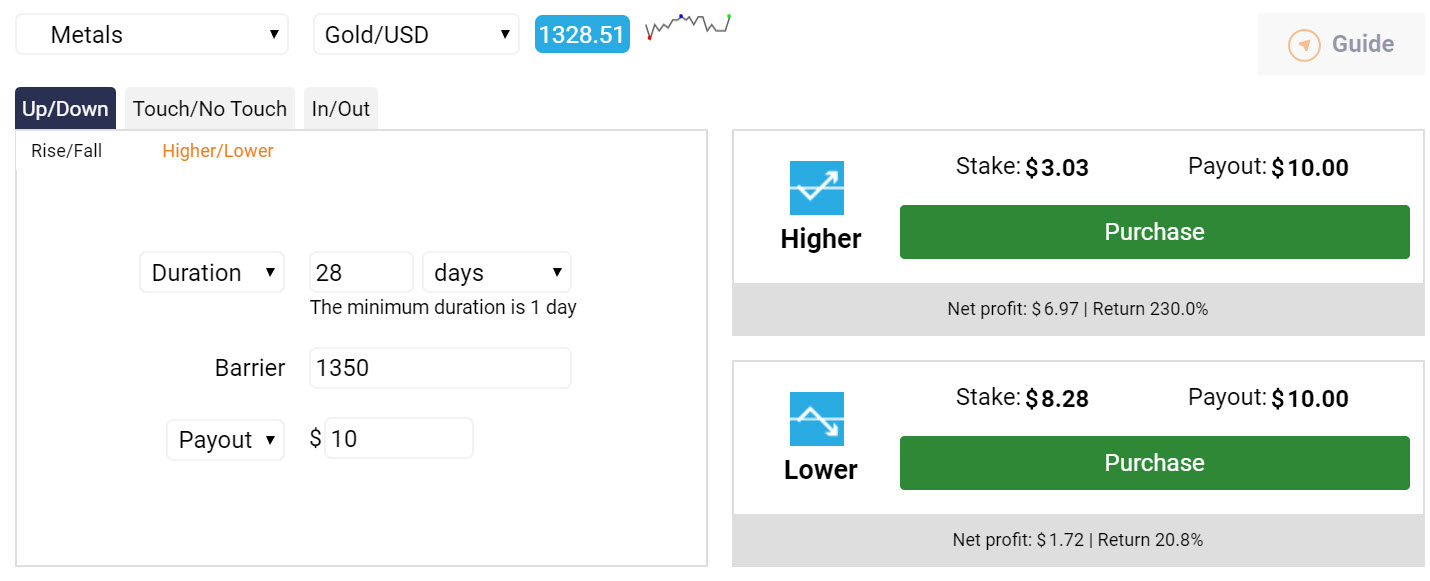 Metals Gold/USD 1328.51 Guide
Up/Down Touch/No Touch In/Out
Rise/Fall Higher/Lower
Duration 28 days
The minimum duration is 1 day
Barrier 1350
Payout $ 10
Stake: $3.03 Payout: $10.00
Higher Purchase
Net profit: $6.97 | Return 230.0%
Stake: $8.28 Payout: $10.00
Lower Purchase
Net profit: $1.72 | Return 20.8%